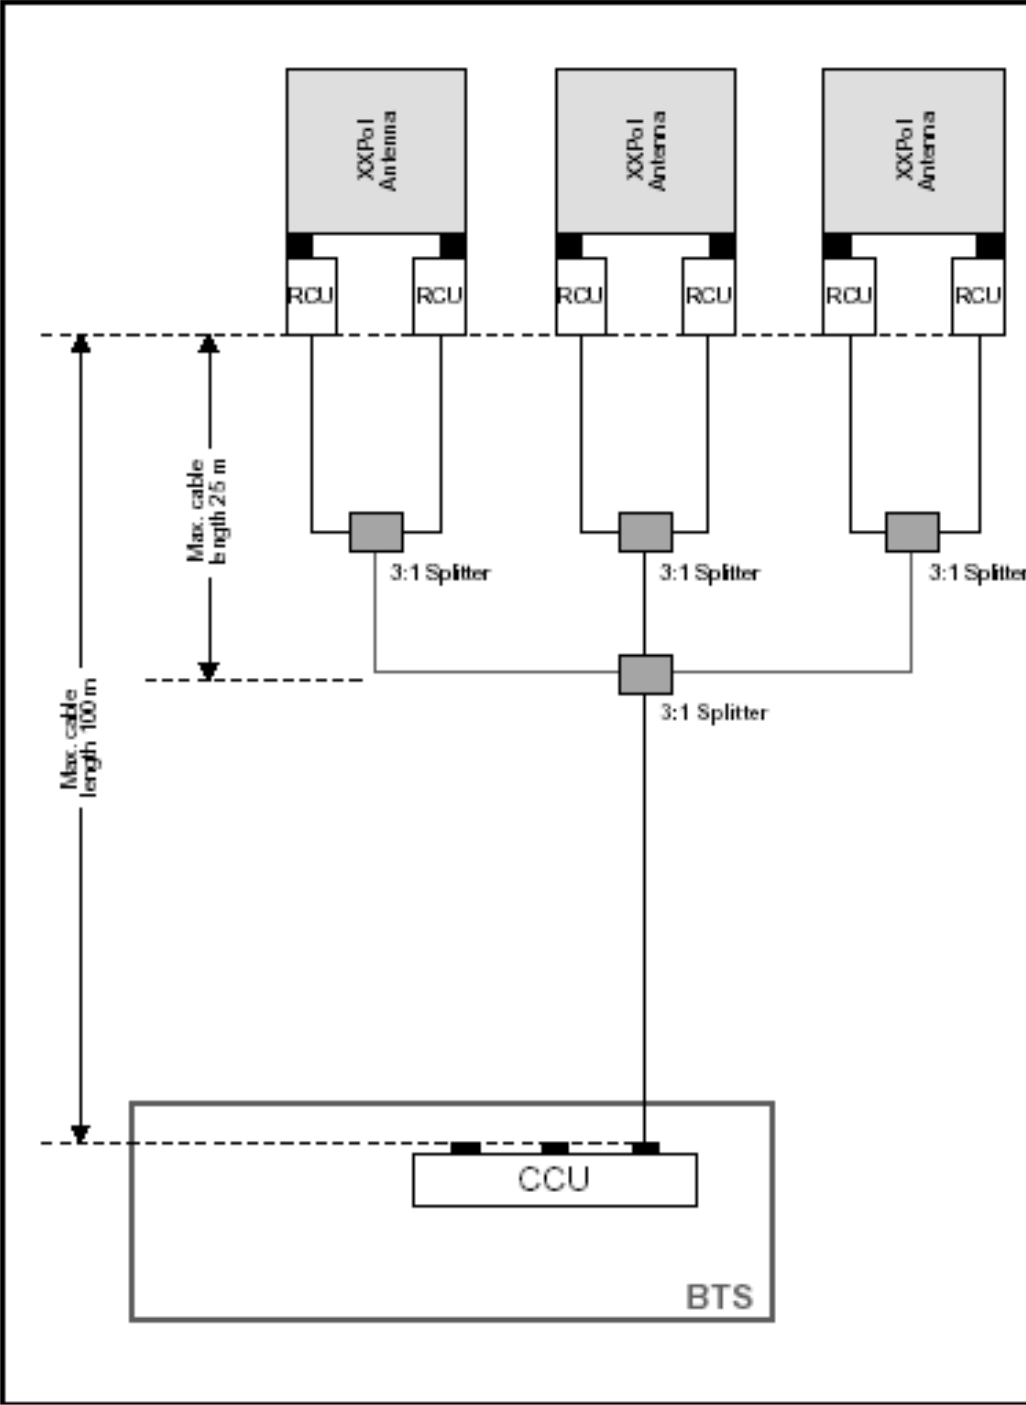 XXPol
Antenna
XXPol
Antenna
XXPol
Antenna
RCU
RCU
RCU
RCU
RCU
RCU
Max. cable
length 25 m
3:1 Splitter
3:1 Splitter
3:1 Splitter
Max. cable
length 100 m
3:1 Splitter
CCU
BTS